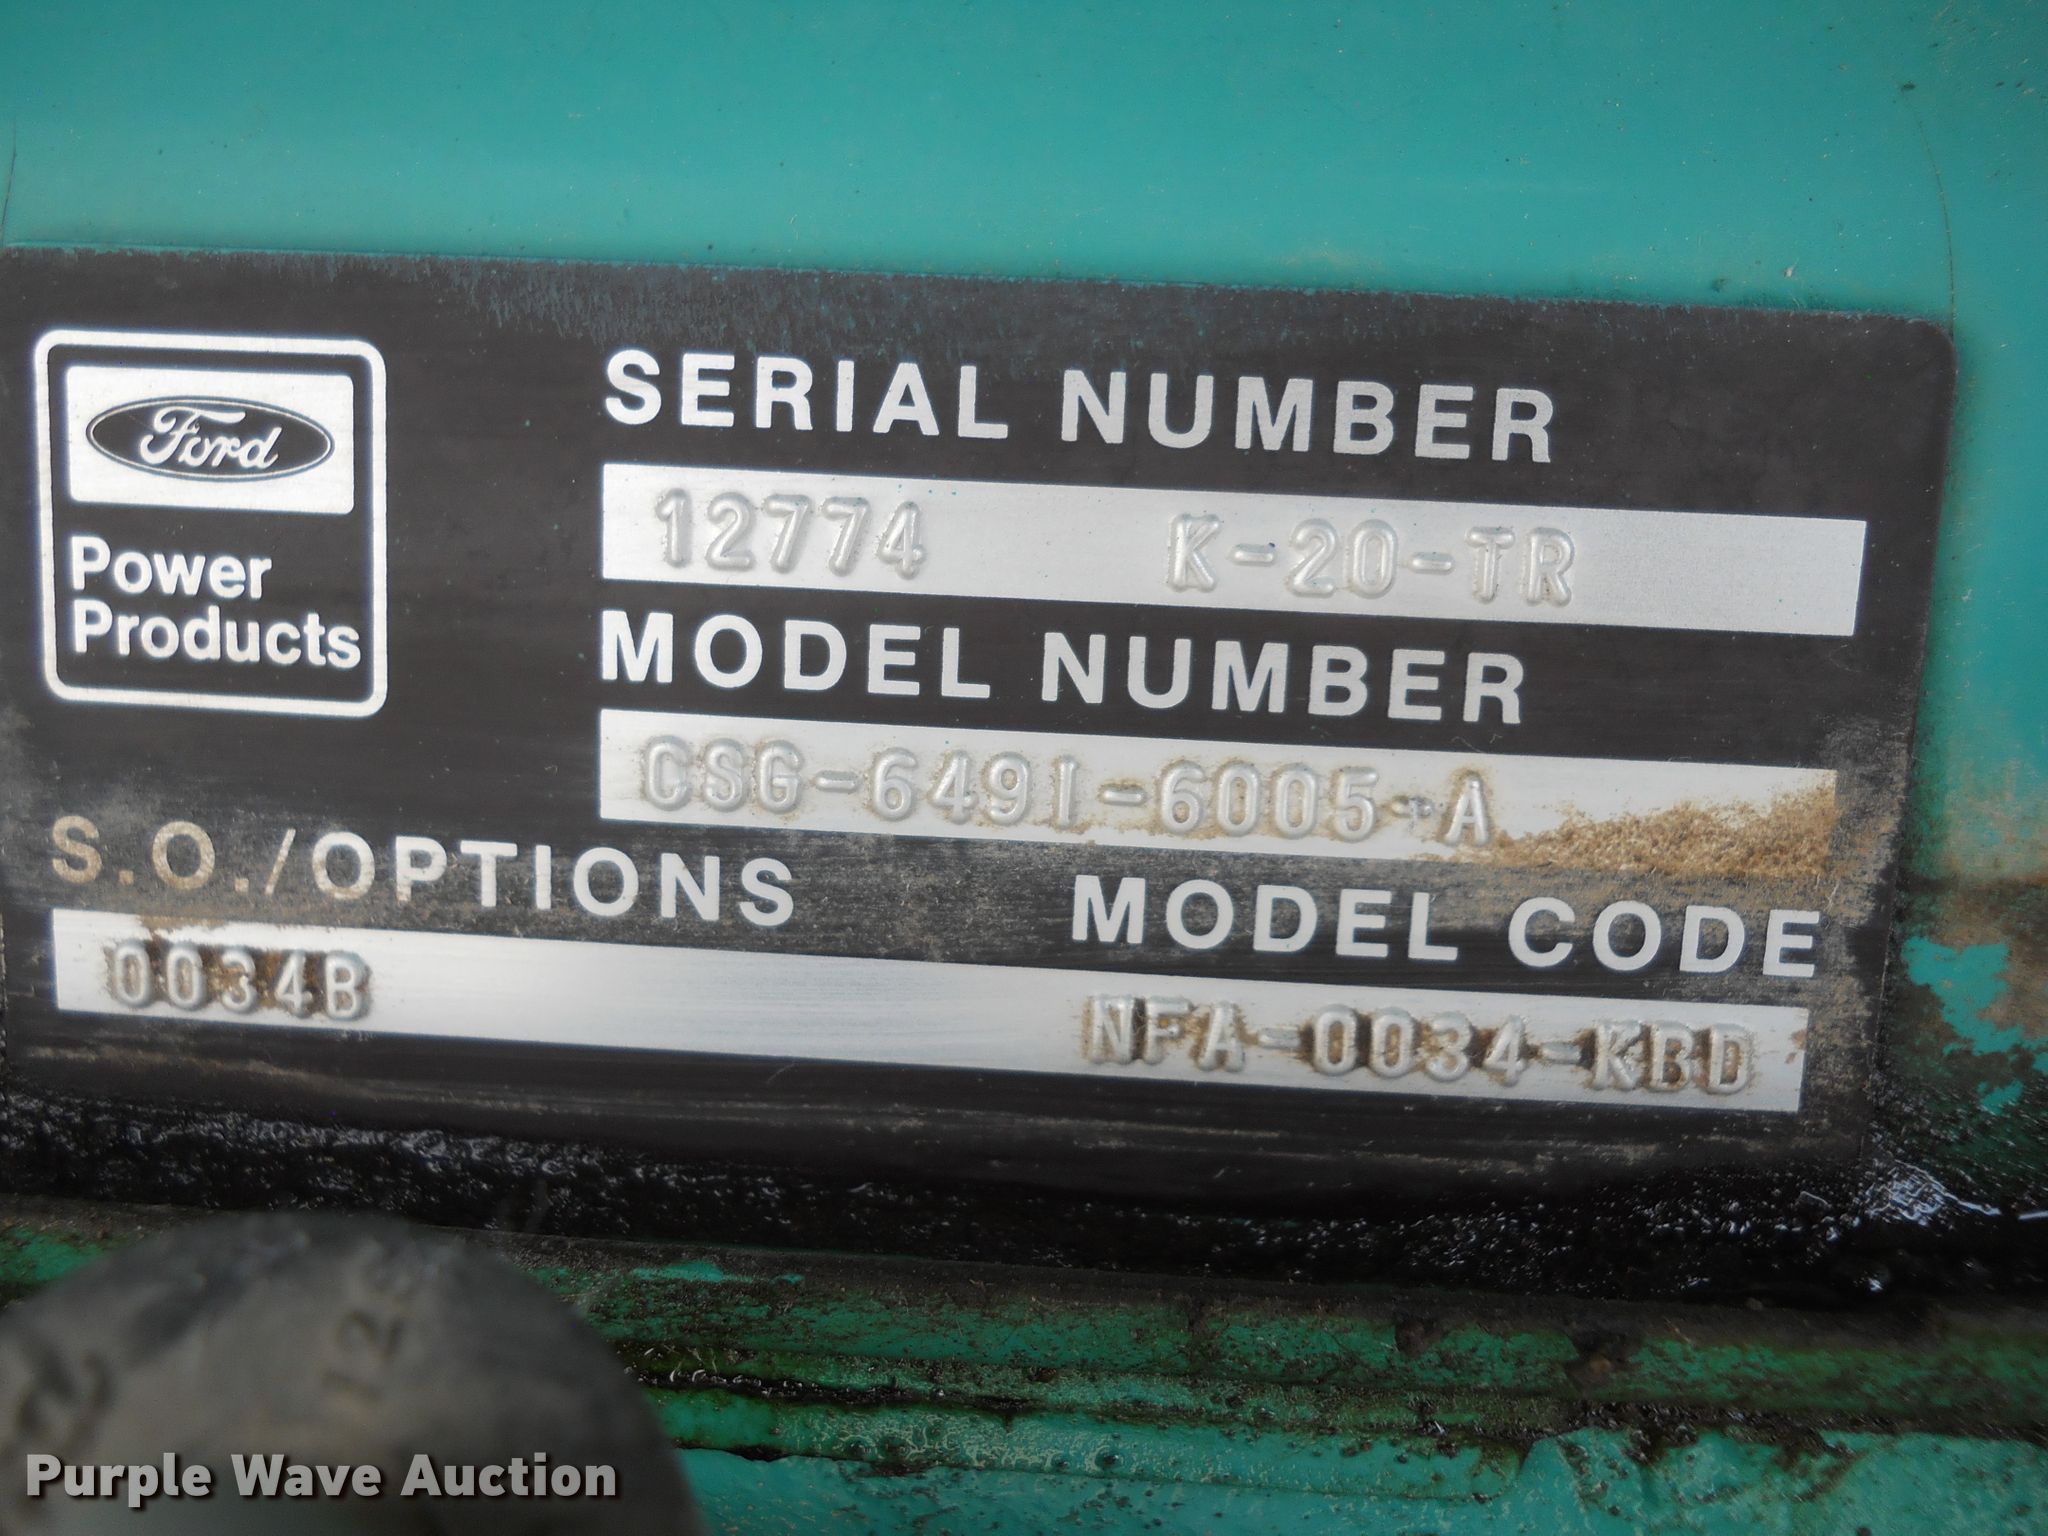 Ford
Power
Products
SERIAL NUMBER
12774 K-20-TR
MODEL NUMBER
CSG-649I-6005-A
S.O./OPTIONS
0034B
MODEL CODE
NFA-0034-KBD
Purple Wave Auction